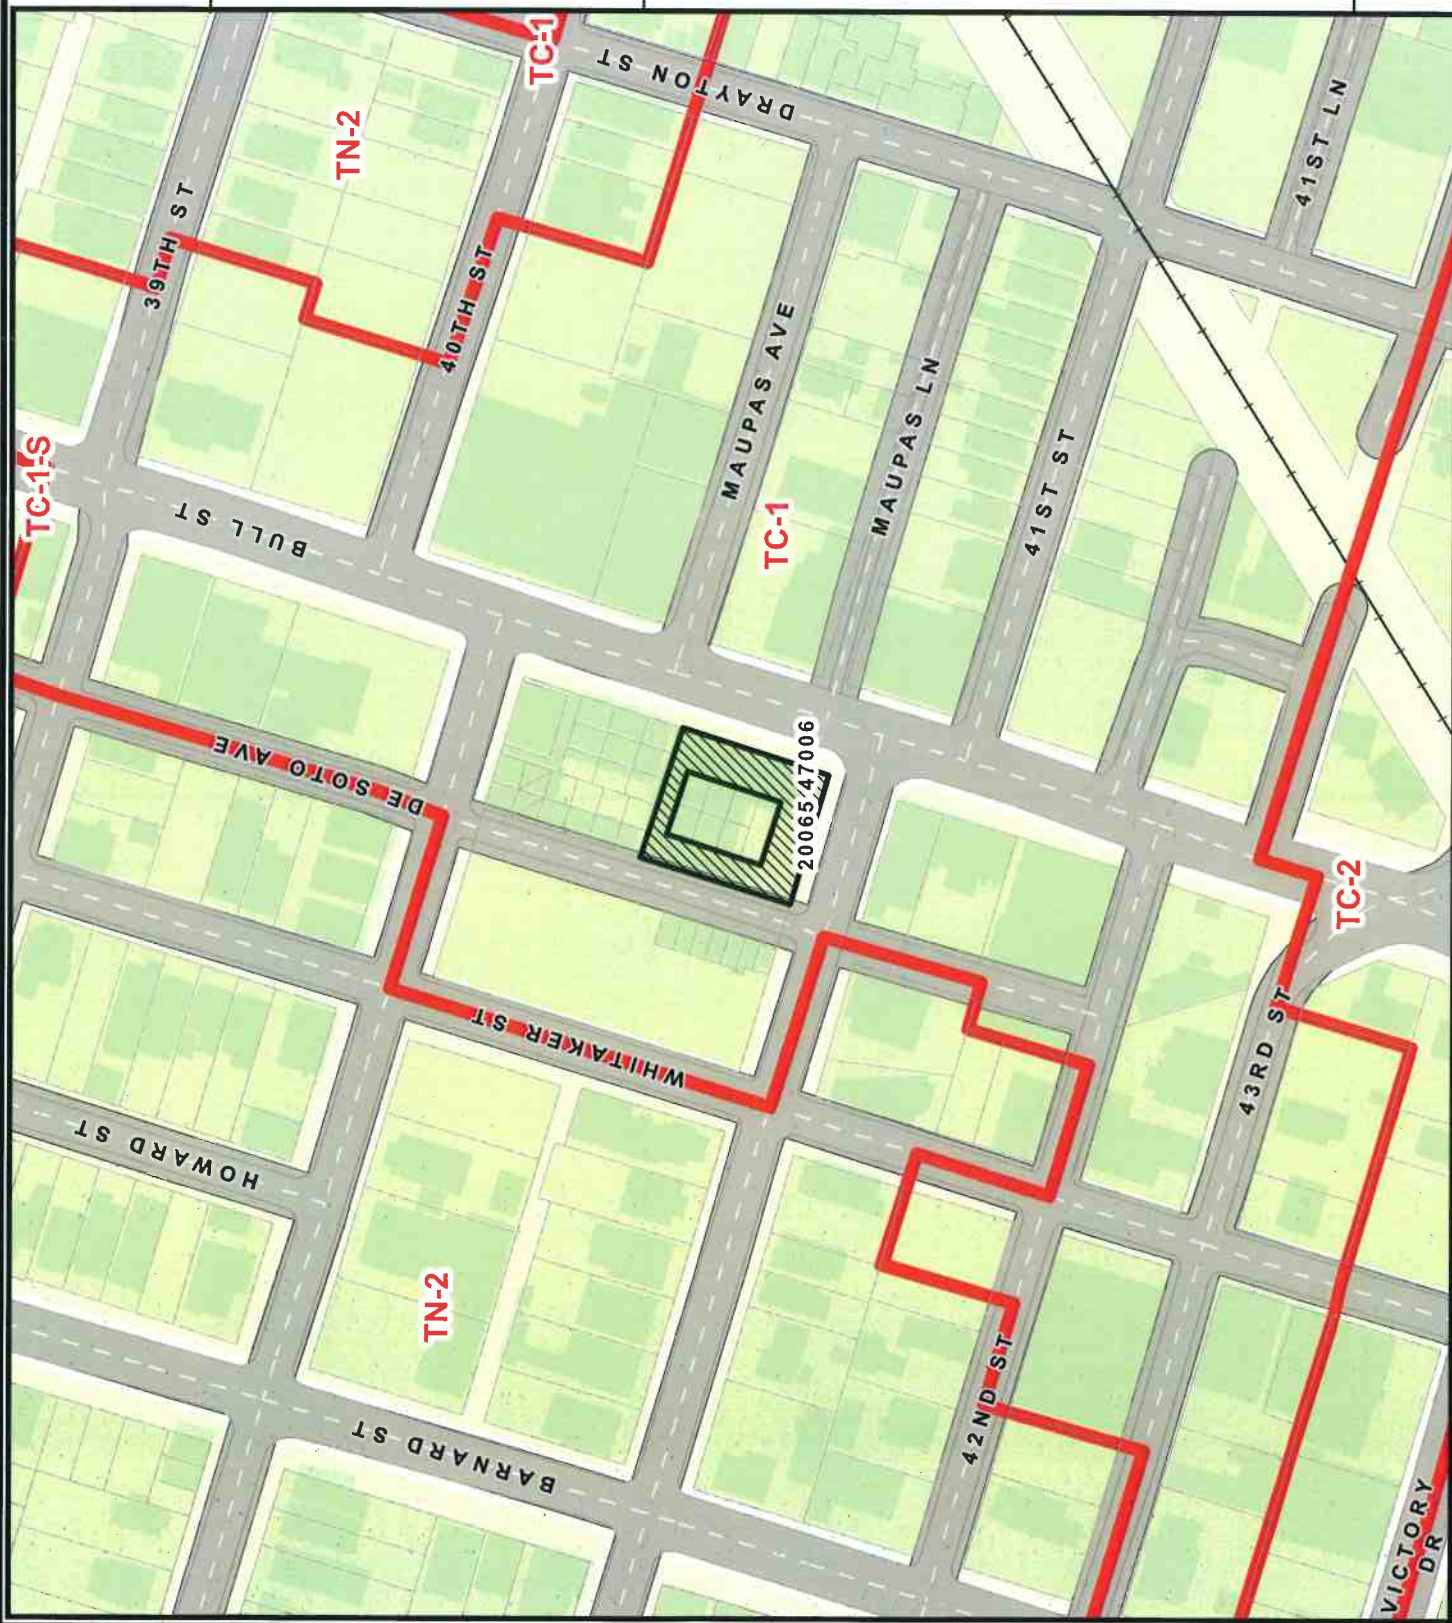 TC-1
DRAYTON ST
TN-2
41ST LN
39TH ST
40TH ST
MAUPAS AVE
MAUPAS LN
41ST ST
TC-1-S
BULL ST
TC-1
DE SOTO AVE
20065 47006
TC-2
WHITAKER ST
43RD ST
HOWARD ST
TN-2
42ND ST
BARNARD ST
VICTORY
DR